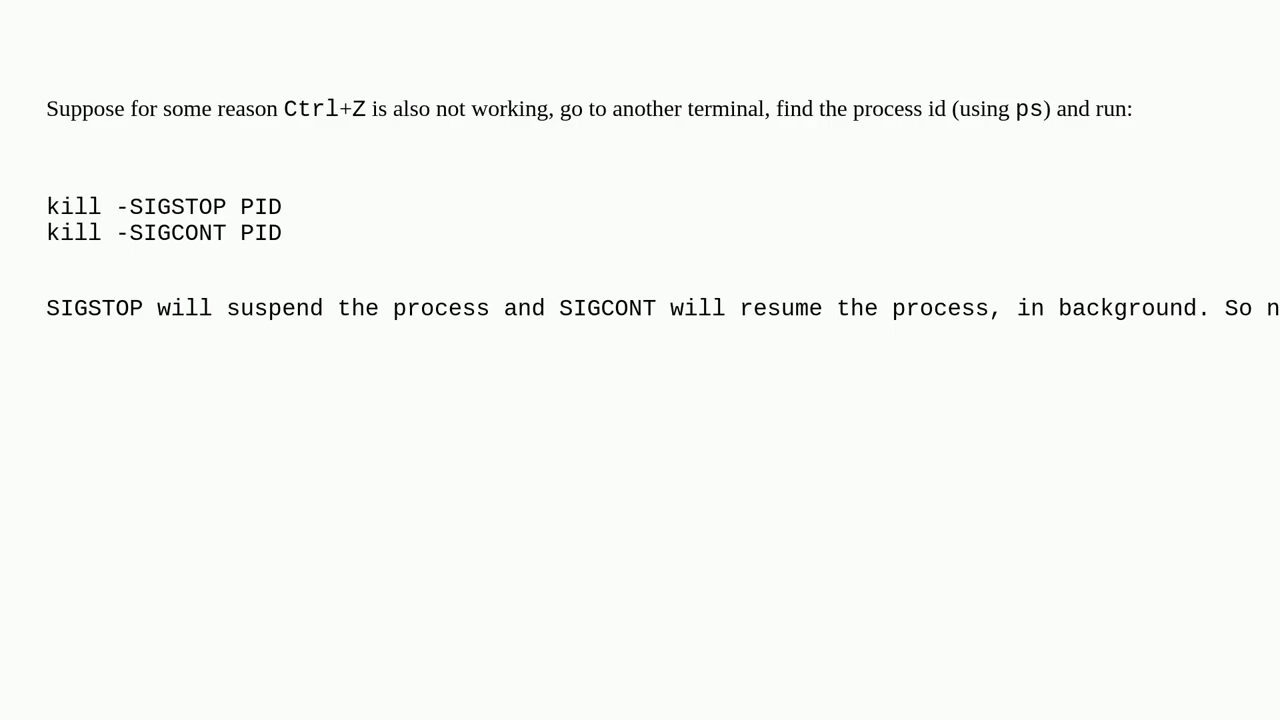 Suppose for some reason Ctrl+Z is also not working, go to another terminal, find the process id (using ps) and run:
kill -SIGSTOP PID
kill -SIGCONT PID
SIGSTOP will suspend the process and SIGCONT will resume the process, in background. So